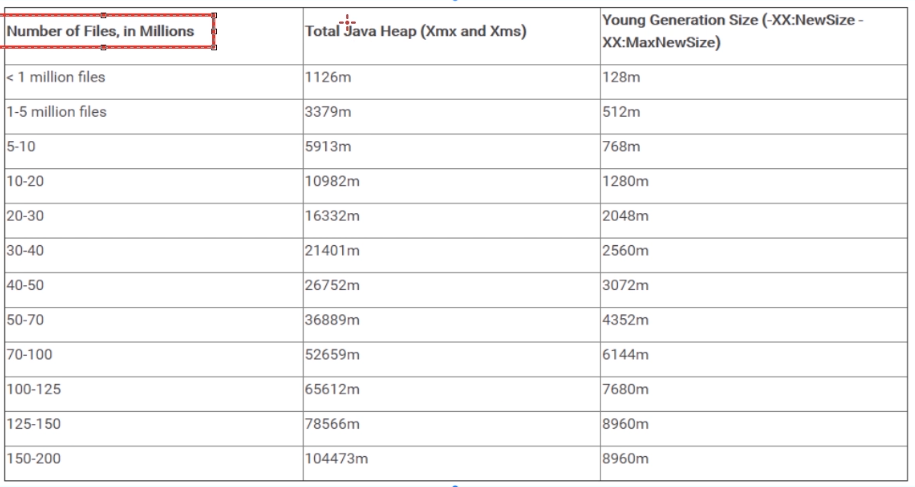 Number of Files, in Millions
Total Java Heap (Xmx and Xms)
Young Generation Size (-XX:NewSize -
XX:MaxNewSize)
< 1 million files
1126m
128m
1-5 million files
3379m
512m
5-10
5913m
768m
10-20
10982m
1280m
20-30
16332m
2048m
30-40
21401m
2560m
40-50
26752m
3072m
50-70
36889m
4352m
70-100
52659m
6144m
100-125
65612m
7680m
125-150
78566m
8960m
150-200
104473m
8960m